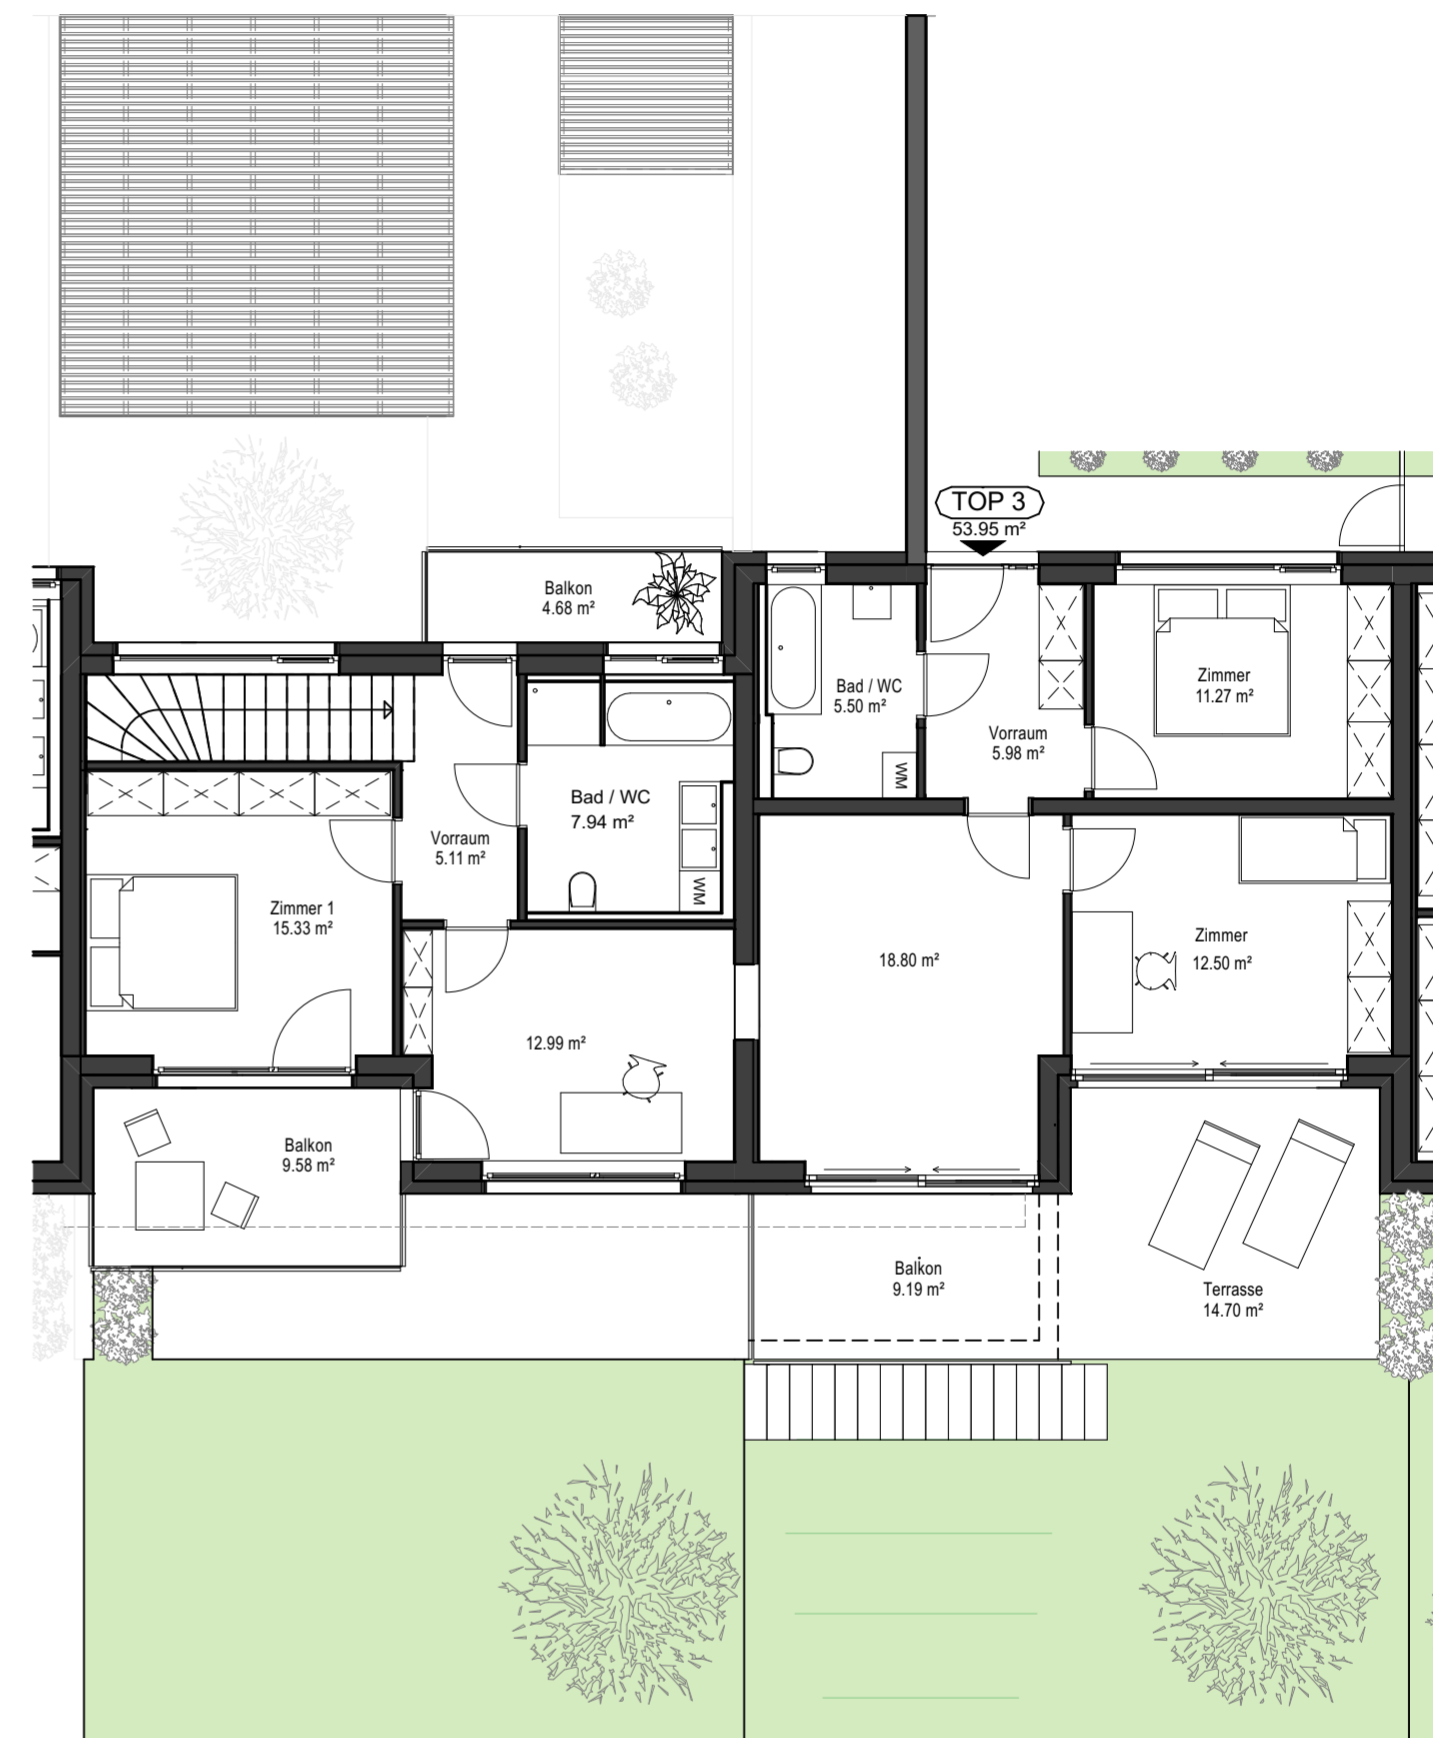 TOP 3
53.95 m²
Balkon
4.68 m²
Bad / WC
5.50 m²
Zimmer
11.27 m²
Vorraum
5.98 m²
WM
Bad / WC
7.94 m²
Vorraum
5.11 m²
WM
Zimmer 1
15.33 m²
18.80 m²
Zimmer
12.50 m²
12.99 m²
Balkon
9.58 m²
Balkon
9.19 m²
Terrasse
14.70 m²